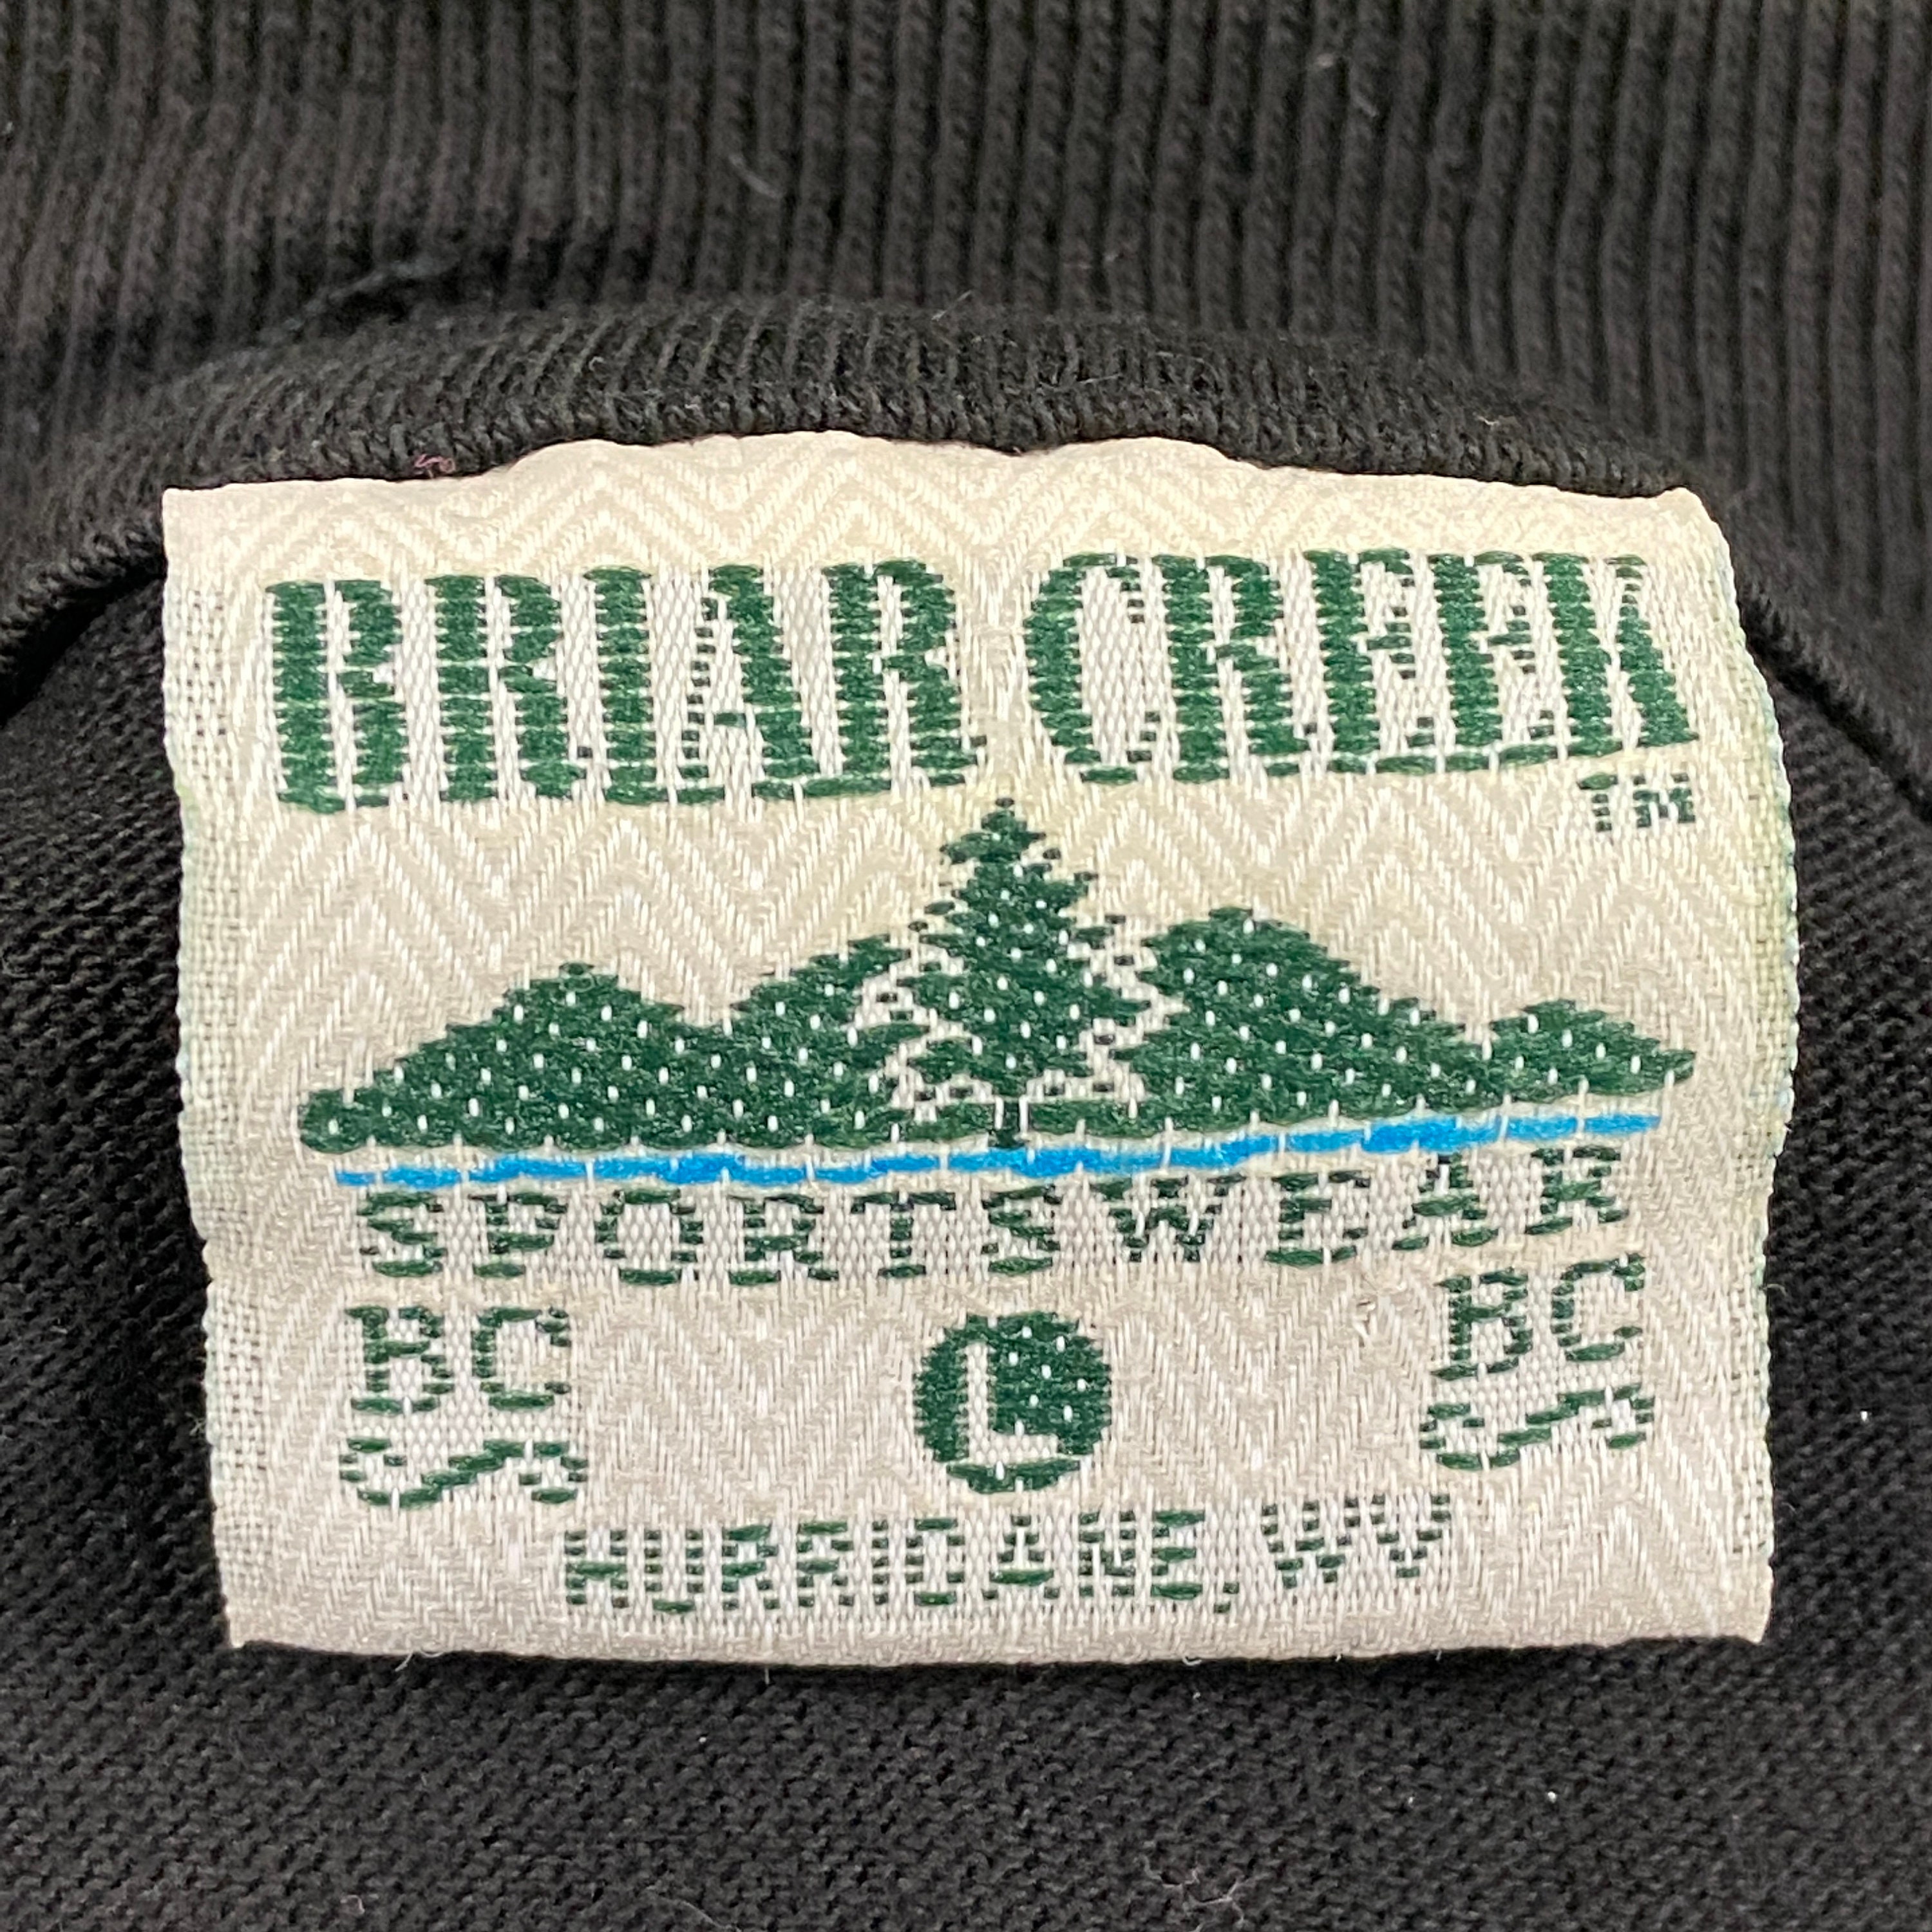 BRIAR CREEK
TM
SPORTSWEAR
BC BC
S L S
HURRICANE, WV